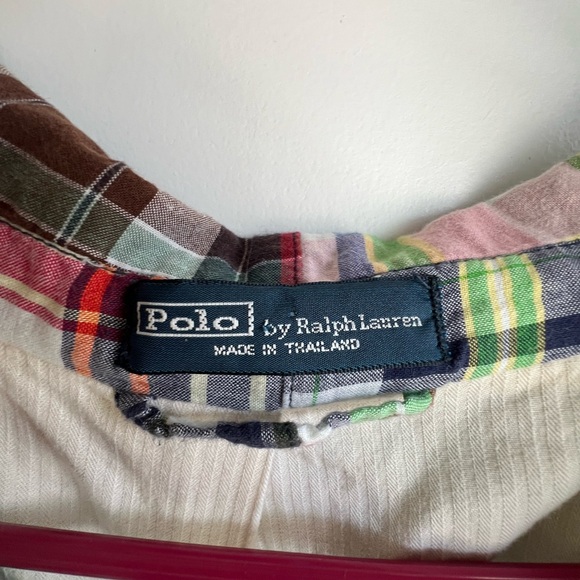 Polo by Ralph Lauren
MADE IN THAILAND